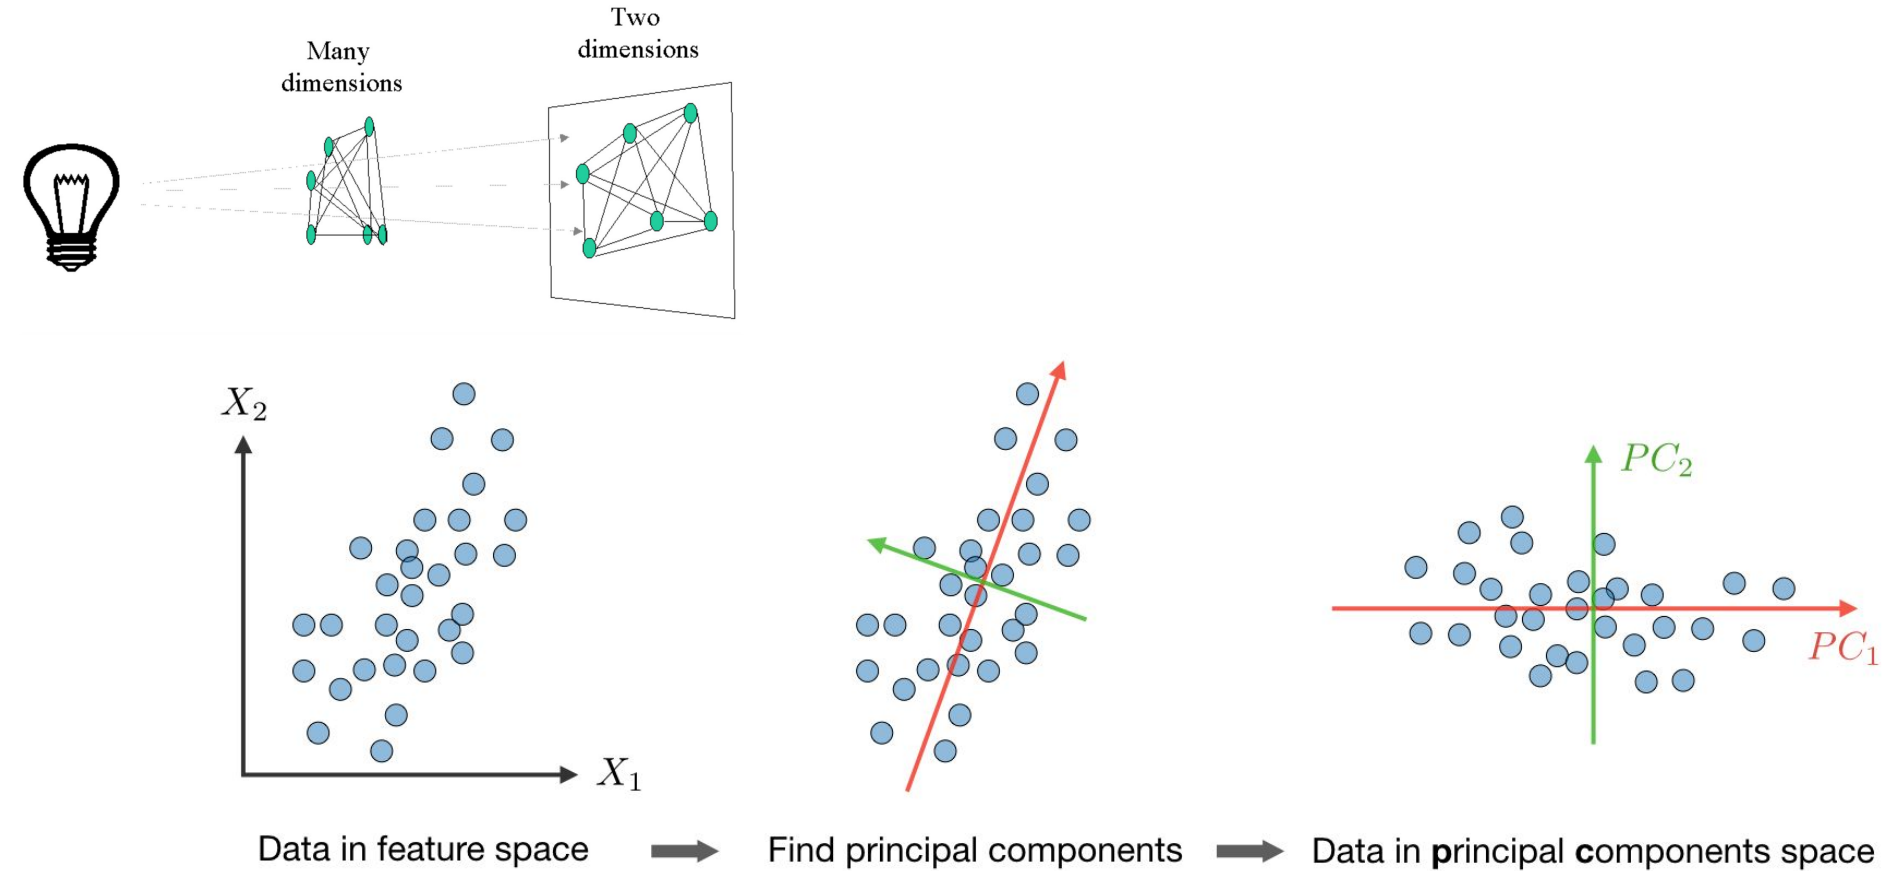 Two
dimensions
Many
dimensions
X₂
X₁
PC₂
PC₁
Data in feature space
Find principal components
Data in principal components space